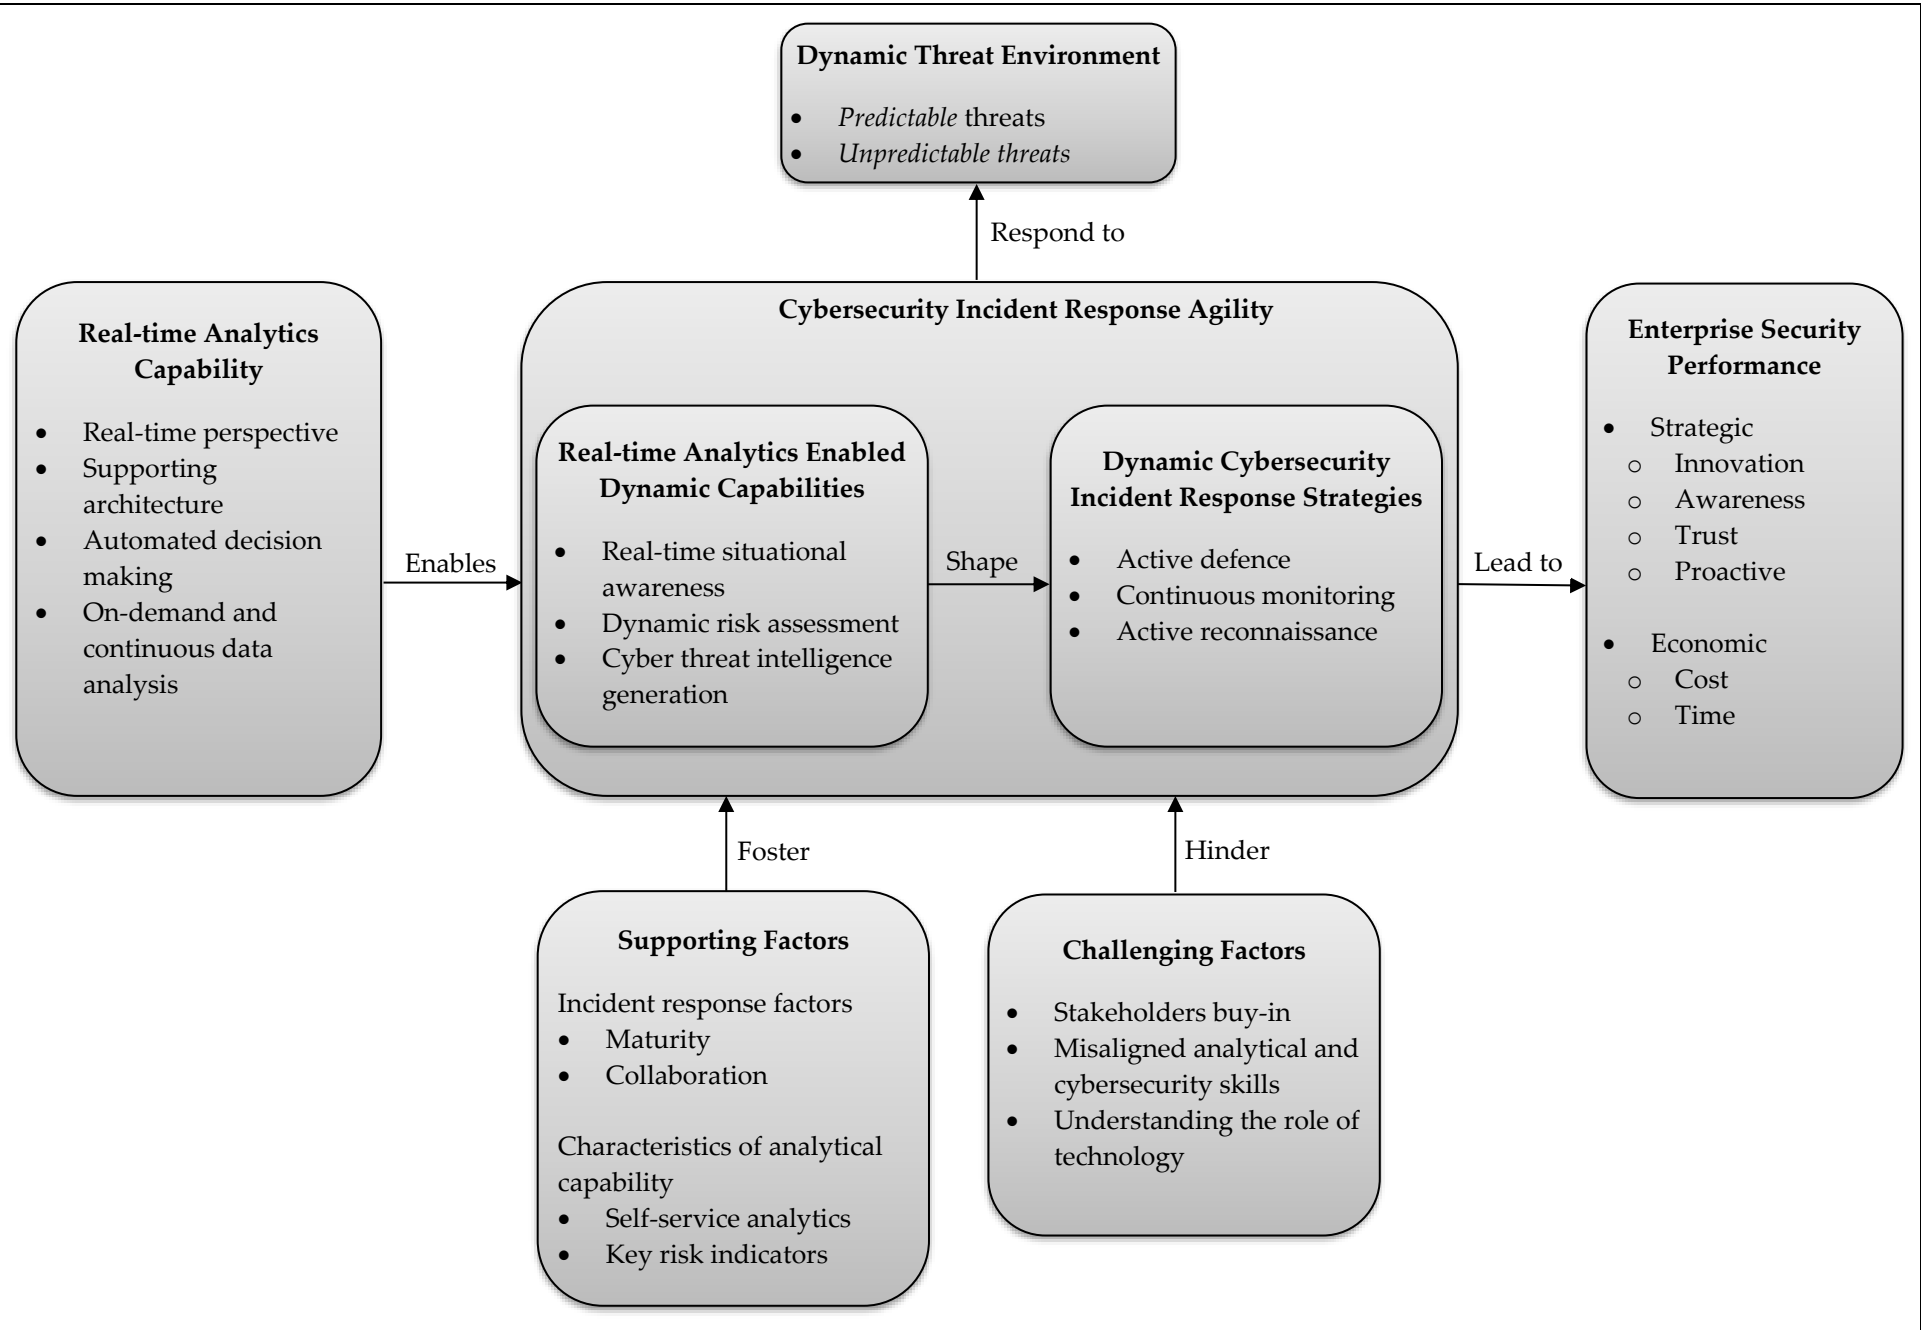 Dynamic Threat Environment
• Predictable threats
• Unpredictable threats
Respond to
Real-time Analytics
Capability
• Real-time perspective
• Supporting
architecture
• Automated decision
making
• On-demand and
continuous data
analysis
Enables
Cybersecurity Incident Response Agility
Real-time Analytics Enabled
Dynamic Capabilities
• Real-time situational
awareness
• Dynamic risk assessment
• Cyber threat intelligence
generation
Shape
Dynamic Cybersecurity
Incident Response Strategies
• Active defence
• Continuous monitoring
• Active reconnaissance
Lead to
Enterprise Security
Performance
• Strategic
o Innovation
o Awareness
o Trust
o Proactive
• Economic
o Cost
o Time
Foster
Hinder
Supporting Factors
Incident response factors
• Maturity
• Collaboration
Characteristics of analytical
capability
• Self-service analytics
• Key risk indicators
Challenging Factors
• Stakeholders buy-in
• Misaligned analytical and
cybersecurity skills
• Understanding the role of
technology